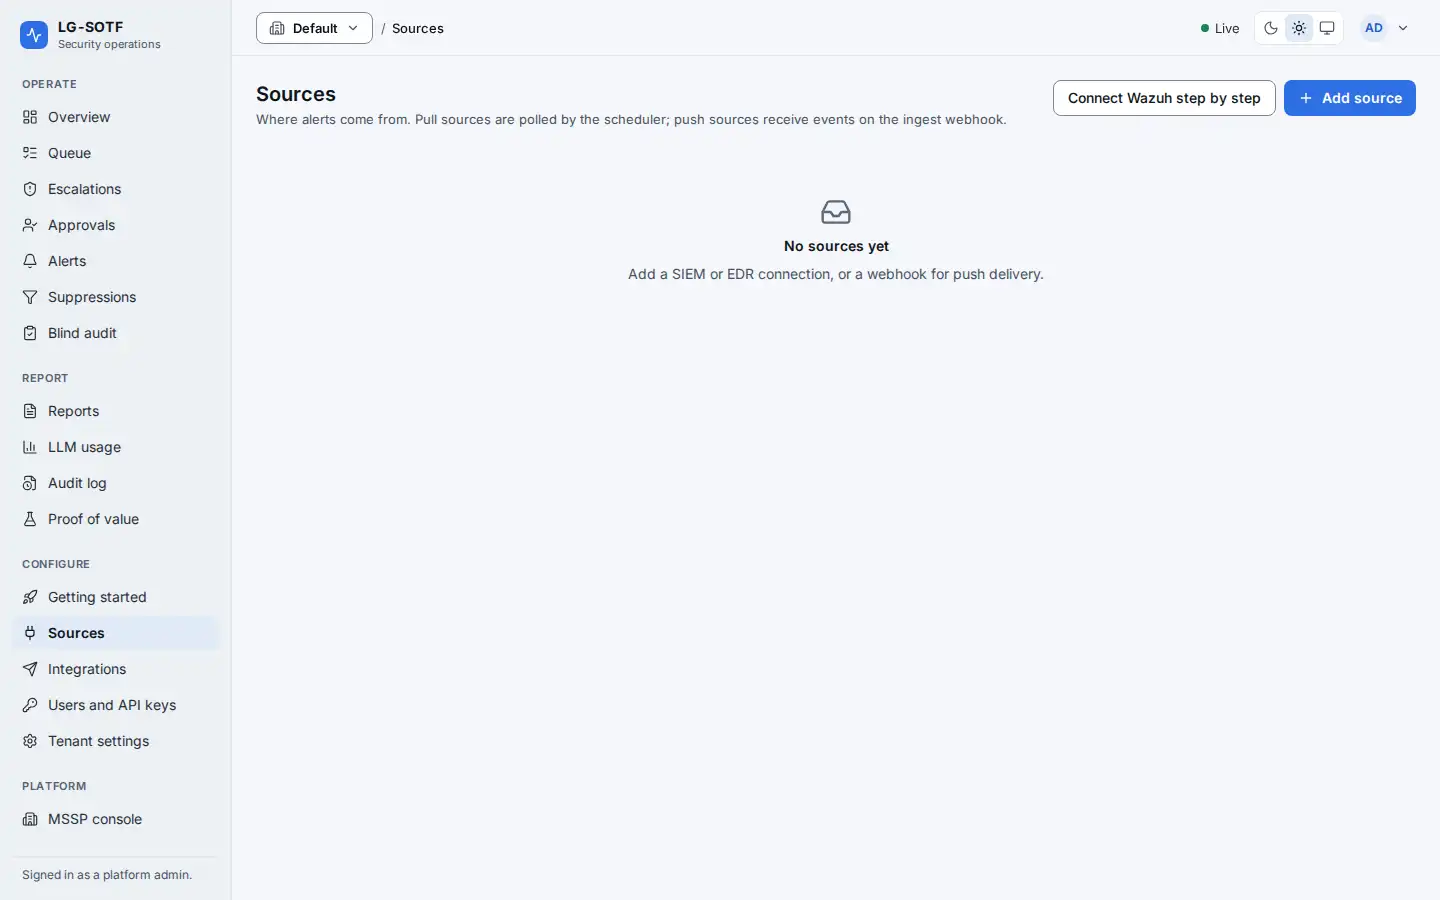 LG-SOTF
Security operations
OPERATE
Overview
Queue
Escalations
Approvals
Alerts
Suppressions
Blind audit
REPORT
Reports
LLM usage
Audit log
Proof of value
CONFIGURE
Getting started
Sources
Integrations
Users and API keys
Tenant settings
PLATFORM
MSSP console
Signed in as a platform admin.
Default / Sources
Live
AD
Sources
Where alerts come from. Pull sources are polled by the scheduler; push sources receive events on the ingest webhook.
Connect Wazuh step by step
Add source
No sources yet
Add a SIEM or EDR connection, or a webhook for push delivery.